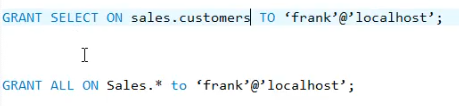 GRANT SELECT ON sales.customers TO ‘frank’@’localhost’;
GRANT ALL ON Sales.* to ‘frank’@’localhost’;